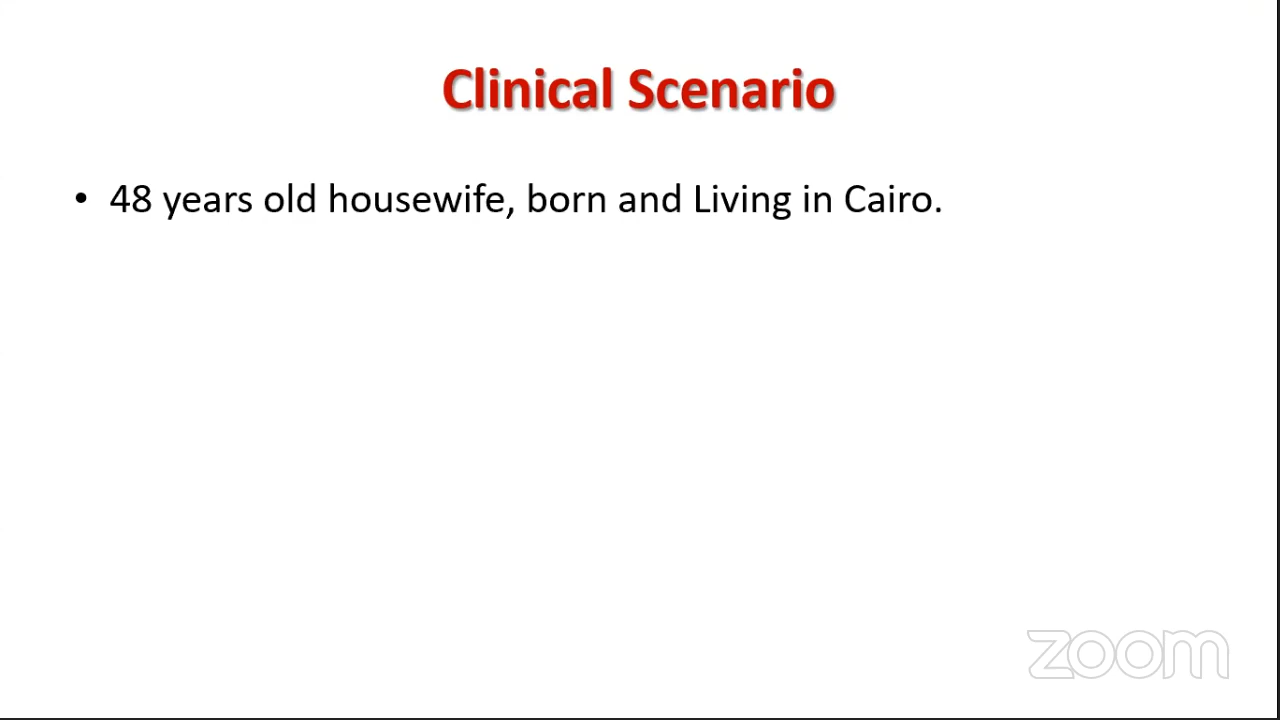 Clinical Scenario
• 48 years old housewife, born and Living in Cairo.
zoom